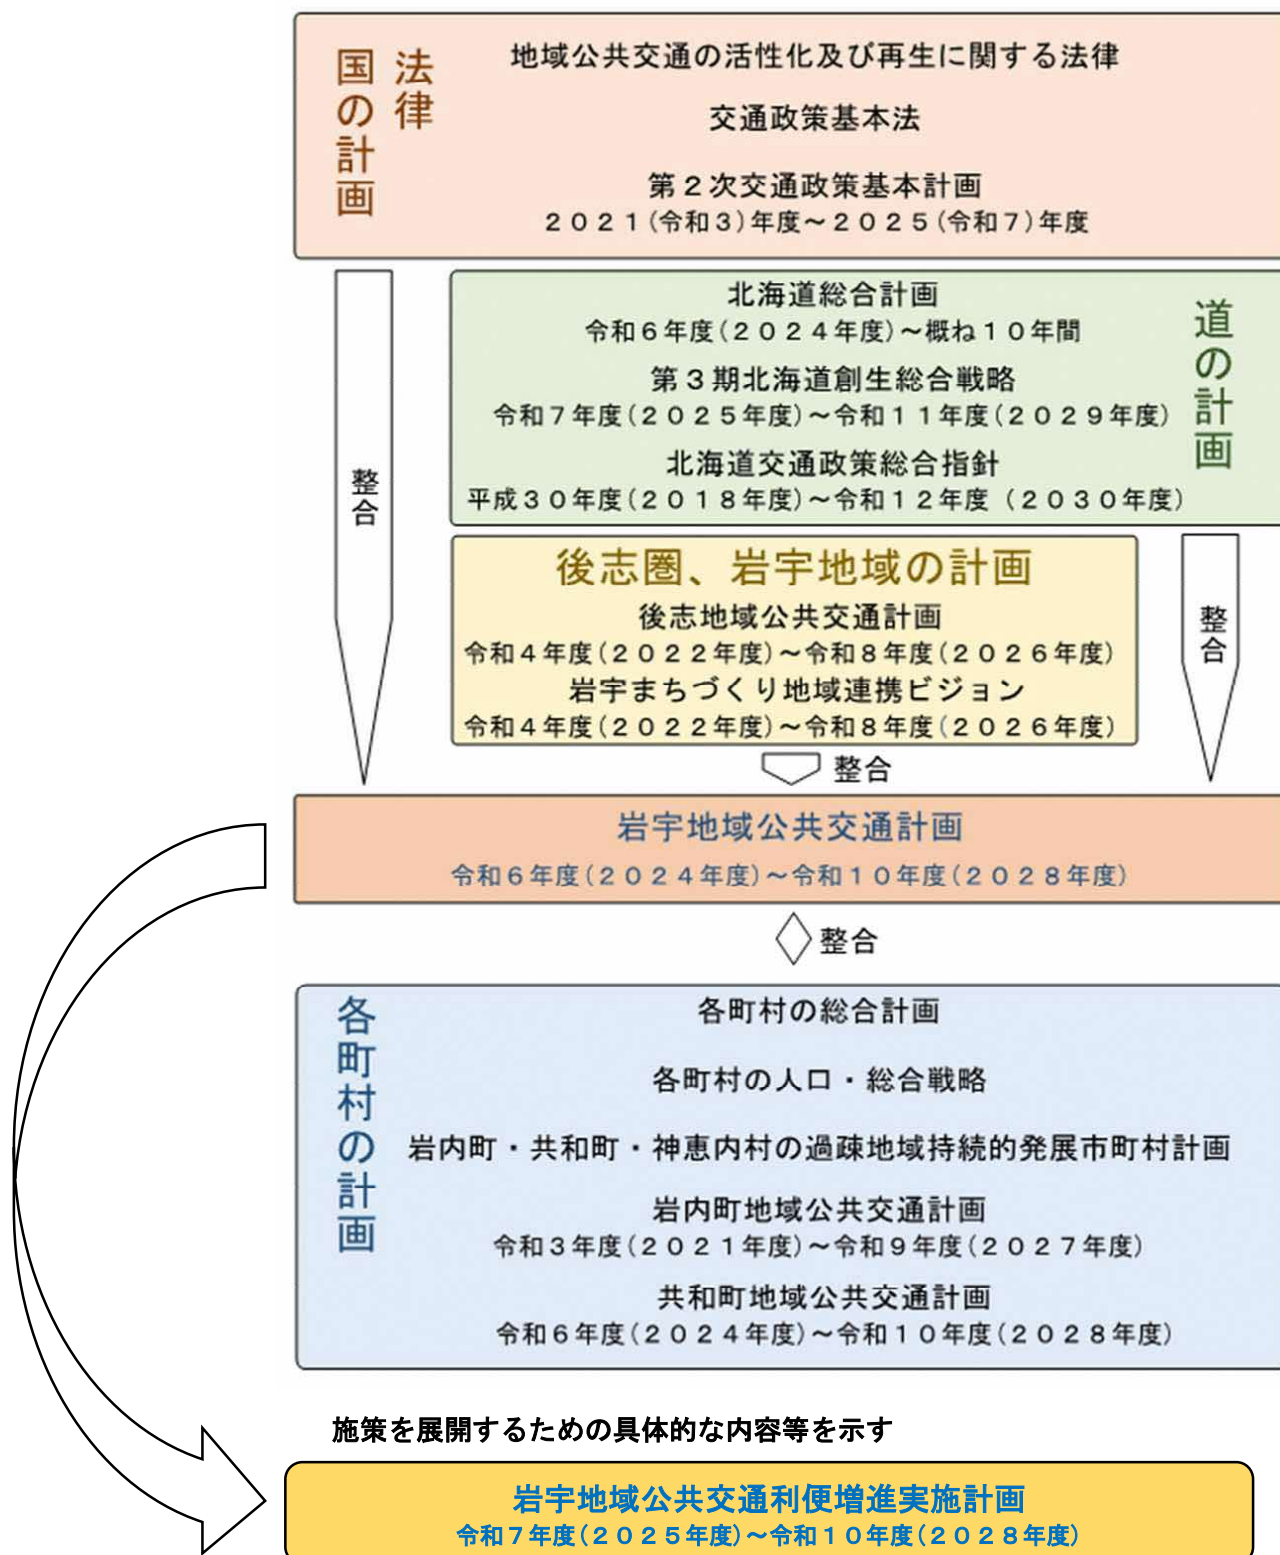 法律
国の計画
地域公共交通の活性化及び再生に関する法律
交通政策基本法
第２次交通政策基本計画
２０２１(令和３)年度～２０２５(令和７)年度
整合
北海道総合計画
令和６年度(２０２４年度)～概ね１０年間
第３期北海道創生総合戦略
令和７年度(２０２５年度)～令和１１年度(２０２９年度)
北海道交通政策総合指針
平成３０年度(２０１８年度)～令和１２年度（２０３０年度）
道の計画
後志圏、岩宇地域の計画
後志地域公共交通計画
令和４年度(２０２２年度)～令和８年度(２０２６年度)
岩宇まちづくり地域連携ビジョン
令和４年度(２０２２年度)～令和８年度(２０２６年度)
整合
整合
岩宇地域公共交通計画
令和６年度(２０２４年度)～令和１０年度(２０２８年度)
整合
各町村の計画
各町村の総合計画
各町村の人口・総合戦略
岩内町・共和町・神恵内村の過疎地域持続的発展市町村計画
岩内町地域公共交通計画
令和３年度(２０２１年度)～令和９年度(２０２７年度)
共和町地域公共交通計画
令和６年度(２０２４年度)～令和１０年度(２０２８年度)
施策を展開するための具体的な内容等を示す
岩宇地域公共交通利便増進実施計画
令和７年度(２０２５年度)～令和１０年度(２０２８年度)